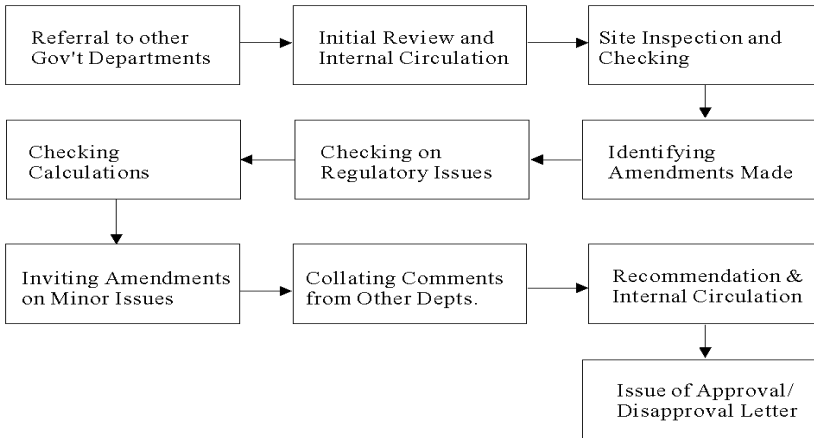 Referral to other
Gov't Departments
Initial Review and
Internal Circulation
Site Inspection and
Checking
Identifying
Amendments Made
Checking on
Regulatory Issues
Checking
Calculations
Inviting Amendments
on Minor Issues
Collating Comments
from Other Depts.
Recommendation &
Internal Circulation
Issue of Approval/
Disapproval Letter